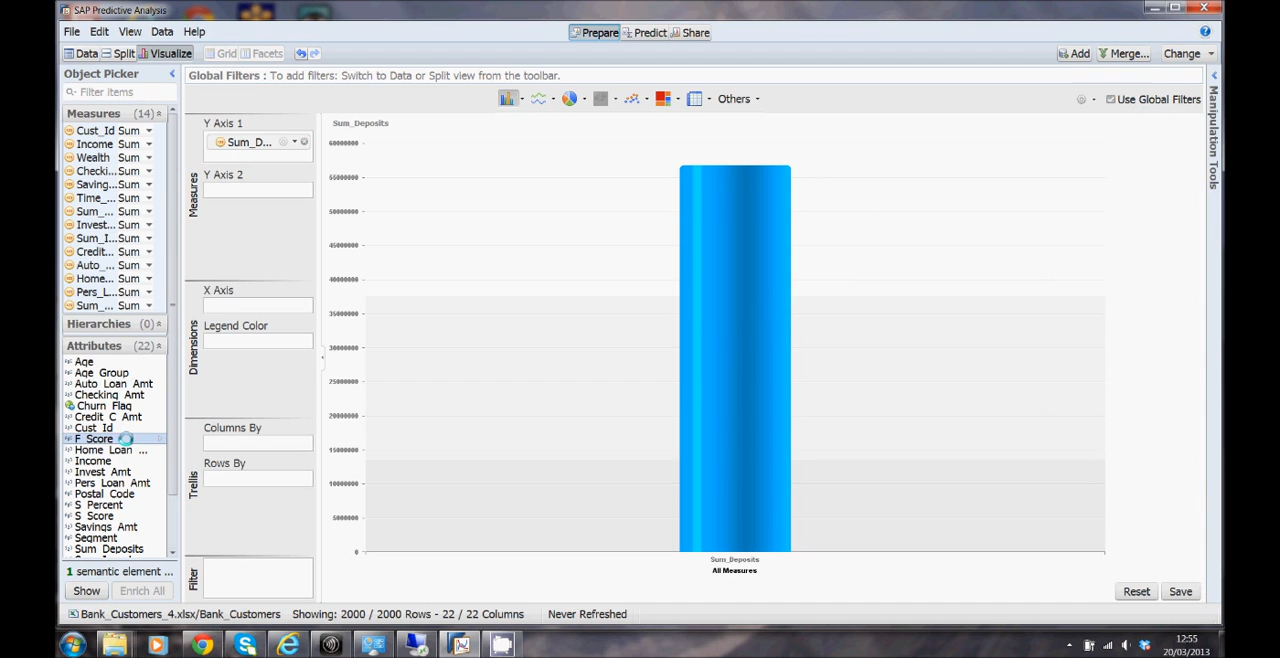 SAP Predictive Analysis
File Edit View Data Help
Prepare Predict Share
Data Split Visualize Grid Facets
Add Merge... Change
Object Picker
Filter items
Measures (14)
Cust_Id Sum
Income Sum
Wealth Sum
Checki... Sum
Saving... Sum
Time_... Sum
Sum_... Sum
Invest... Sum
Sum_I... Sum
Credit... Sum
Auto_... Sum
Home... Sum
Pers_L... Sum
Sum_... Sum
Hierarchies (0)
Attributes (22)
Age
Age Group
Auto Loan Amt
Checking Amt
Churn Flag
Credit C Amt
Cust Id
F Score
Home Loan ...
Income
Invest Amt
Pers Loan Amt
Postal Code
S Percent
S Score
Savings Amt
Segment
Sum Deposits
1 semantic element ...
Show Enrich All
Global Filters : To add filters: Switch to Data or Split view from the toolbar.
Others
Use Global Filters
Measures
Y Axis 1
Sum_D...
Y Axis 2
Dimensions
X Axis
Legend Color
Trellis
Columns By
Rows By
Filter
Sum_Deposits
60000000
55000000
50000000
45000000
40000000
35000000
30000000
25000000
20000000
15000000
10000000
5000000
0
Sum_Deposits
All Measures
Manipulation Tools
Reset Save
Bank_Customers_4.xlsx/Bank_Customers Showing: 2000 / 2000 Rows - 22 / 22 Columns Never Refreshed
12:55
20/03/2013